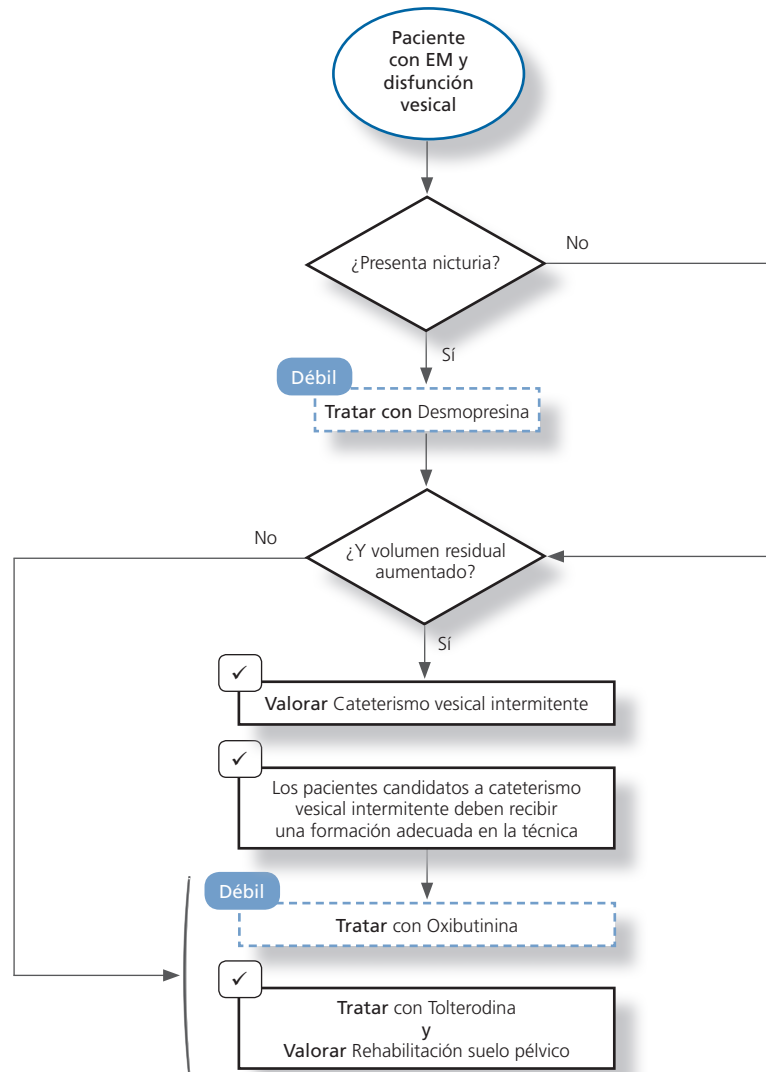 Paciente
con EM y
disfunción
vesical
¿Presenta nicturia?
No
Sí
Débil
Tratar con Desmopresina
No
¿Y volumen residual
aumentado?
Sí
✓
Valorar Cateterismo vesical intermitente
✓
Los pacientes candidatos a cateterismo
vesical intermitente deben recibir
una formación adecuada en la técnica
Débil
Tratar con Oxibutinina
✓
Tratar con Tolterodina
y
Valorar Rehabilitación suelo pélvico